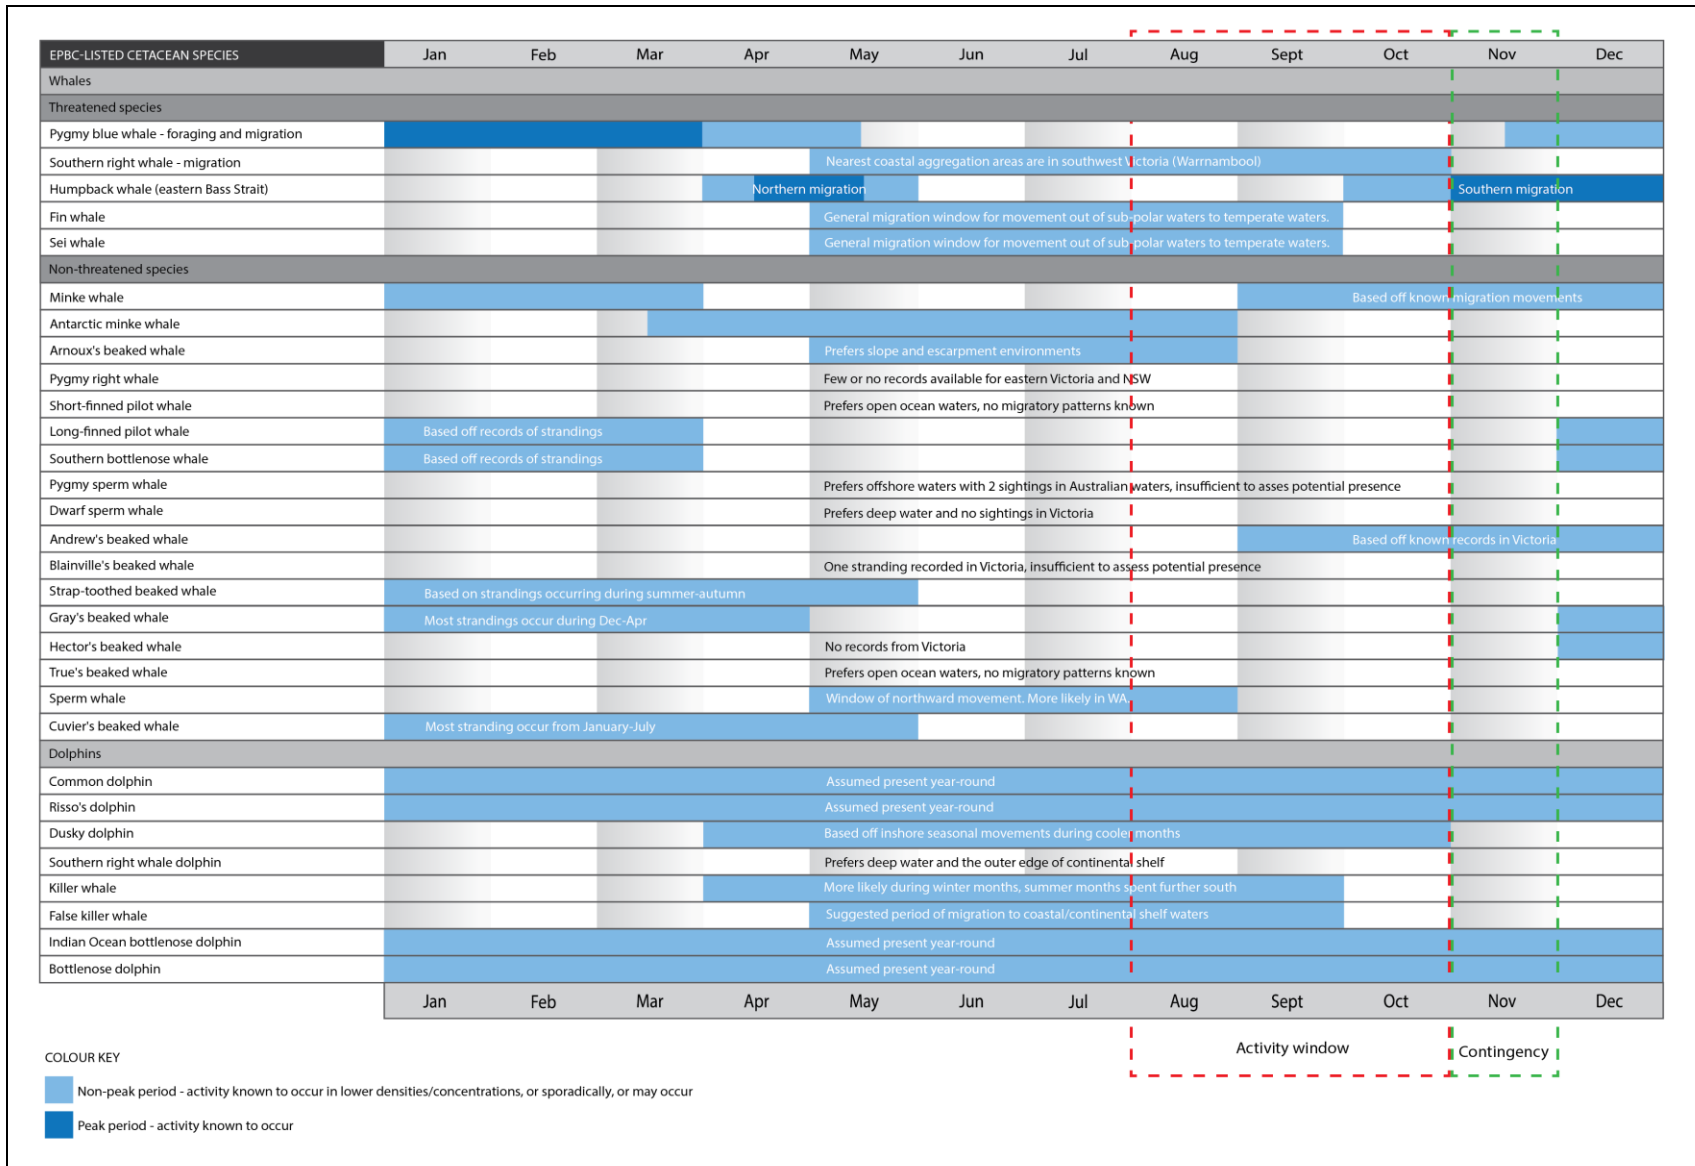 EPBC-LISTED CETACEAN SPECIES Jan Feb Mar Apr May Jun Jul Aug Sept Oct Nov Dec
Whales
Threatened species
Pygmy blue whale - foraging and migration
Southern right whale - migration Nearest coastal aggregation areas are in southwest Victoria (Warrnambool)
Humpback whale (eastern Bass Strait) Northern migration Southern migration
Fin whale General migration window for movement out of sub-polar waters to temperate waters.
Sei whale General migration window for movement out of sub-polar waters to temperate waters.
Non-threatened species
Minke whale Based off known migration movements
Antarctic minke whale
Arnoux's beaked whale Prefers slope and escarpment environments
Pygmy right whale Few or no records available for eastern Victoria and NSW
Short-finned pilot whale Prefers open ocean waters, no migratory patterns known
Long-finned pilot whale Based off records of strandings
Southern bottlenose whale Based off records of strandings
Pygmy sperm whale Prefers offshore waters with 2 sightings in Australian waters, insufficient to asses potential presence
Dwarf sperm whale Prefers deep water and no sightings in Victoria
Andrew's beaked whale Based off known records in Victoria
Blainville's beaked whale One stranding recorded in Victoria, insufficient to assess potential presence
Strap-toothed beaked whale Based on strandings occurring during summer-autumn
Gray's beaked whale Most strandings occur during Dec-Apr
Hector's beaked whale No records from Victoria
True's beaked whale Prefers open ocean waters, no migratory patterns known
Sperm whale Window of northward movement. More likely in WA.
Cuvier's beaked whale Most stranding occur from January-July
Dolphins
Common dolphin Assumed present year-round
Risso's dolphin Assumed present year-round
Dusky dolphin Based off inshore seasonal movements during cooler months
Southern right whale dolphin Prefers deep water and the outer edge of continental shelf
Killer whale More likely during winter months, summer months spent further south
False killer whale Suggested period of migration to coastal/continental shelf waters
Indian Ocean bottlenose dolphin Assumed present year-round
Bottlenose dolphin Assumed present year-round
Jan Feb Mar Apr May Jun Jul Aug Sept Oct Nov Dec
Activity window Contingency
COLOUR KEY
Non-peak period - activity known to occur in lower densities/concentrations, or sporadically, or may occur
Peak period - activity known to occur